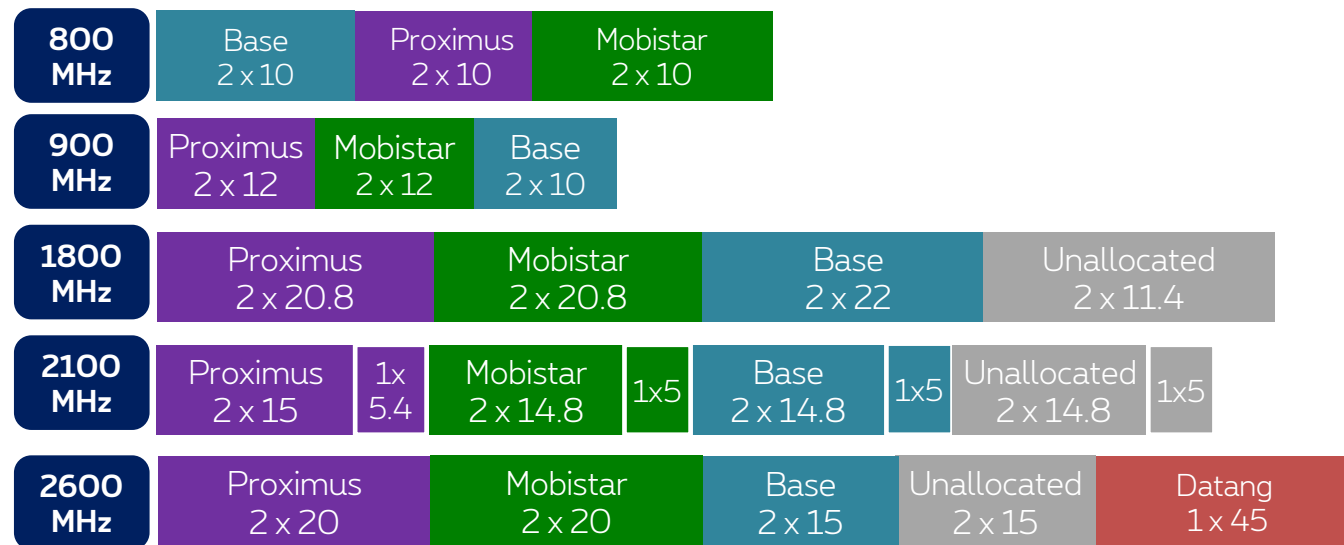 800
MHz
Base
2 x 10
Proximus
2 x 10
Mobistar
2 x 10
900
MHz
Proximus
2 x 12
Mobistar
2 x 12
Base
2 x 10
1800
MHz
Proximus
2 x 20.8
Mobistar
2 x 20.8
Base
2 x 22
Unallocated
2 x 11.4
2100
MHz
Proximus
2 x 15
1x
5.4
Mobistar
2 x 14.8
1x5
Base
2 x 14.8
1x5
Unallocated
2 x 14.8
1x5
2600
MHz
Proximus
2 x 20
Mobistar
2 x 20
Base
2 x 15
Unallocated
2 x 15
Datang
1 x 45